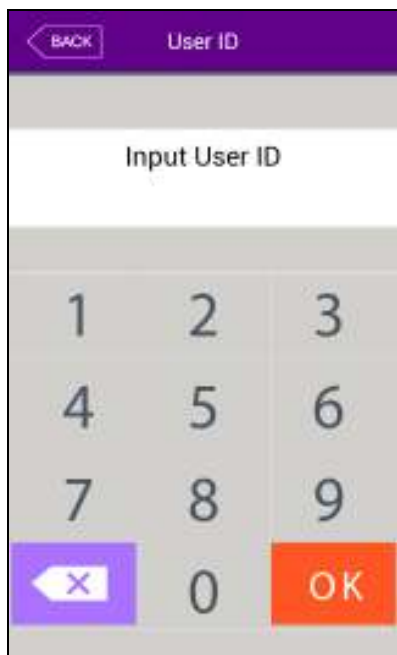 BACK User ID
Input User ID
1 2 3
4 5 6
7 8 9
0 OK